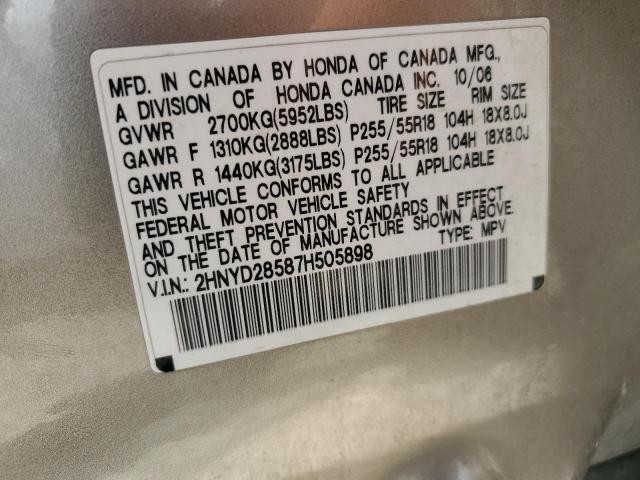 MFD. IN CANADA BY HONDA OF CANADA MFG.,
A DIVISION OF HONDA CANADA INC. 10/06
GVWR 2700KG(5952LBS) TIRE SIZE RIM SIZE
GAWR F 1310KG(2888LBS) P255/55R18 104H 18X8.0J
GAWR R 1440KG(3175LBS) P255/55R18 104H 18X8.0J
THIS VEHICLE CONFORMS TO ALL APPLICABLE
FEDERAL MOTOR VEHICLE SAFETY
AND THEFT PREVENTION STANDARDS IN EFFECT
ON THE DATE OF MANUFACTURE SHOWN ABOVE.
V.I.N.: 2HNYD28587H505898 TYPE: MPV